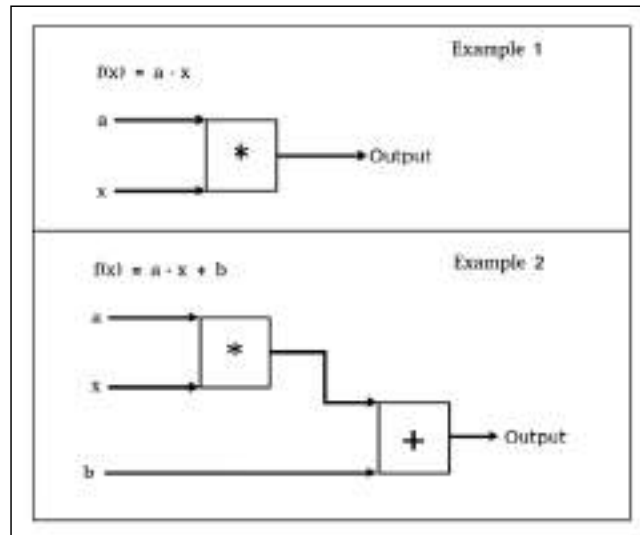 Example 1
f(x) = a · x
a
*
Output
x
Example 2
f(x) = a · x + b
a
*
x
+
Output
b